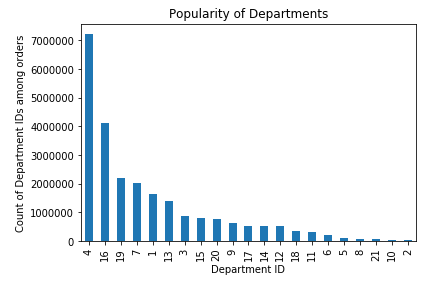 Popularity of Departments
Count of Department IDs among orders
7000000
6000000
5000000
4000000
3000000
2000000
1000000
0
4 16 19 7 1 13 3 15 20 9 17 14 12 18 11 6 5 8 21 10 2
Department ID